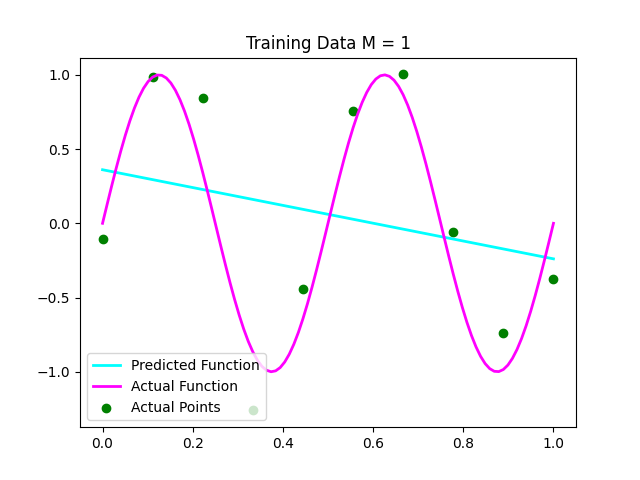 Training Data M = 1
1.0
0.5
0.0
−0.5
−1.0
Predicted Function
Actual Function
Actual Points
0.0 0.2 0.4 0.6 0.8 1.0